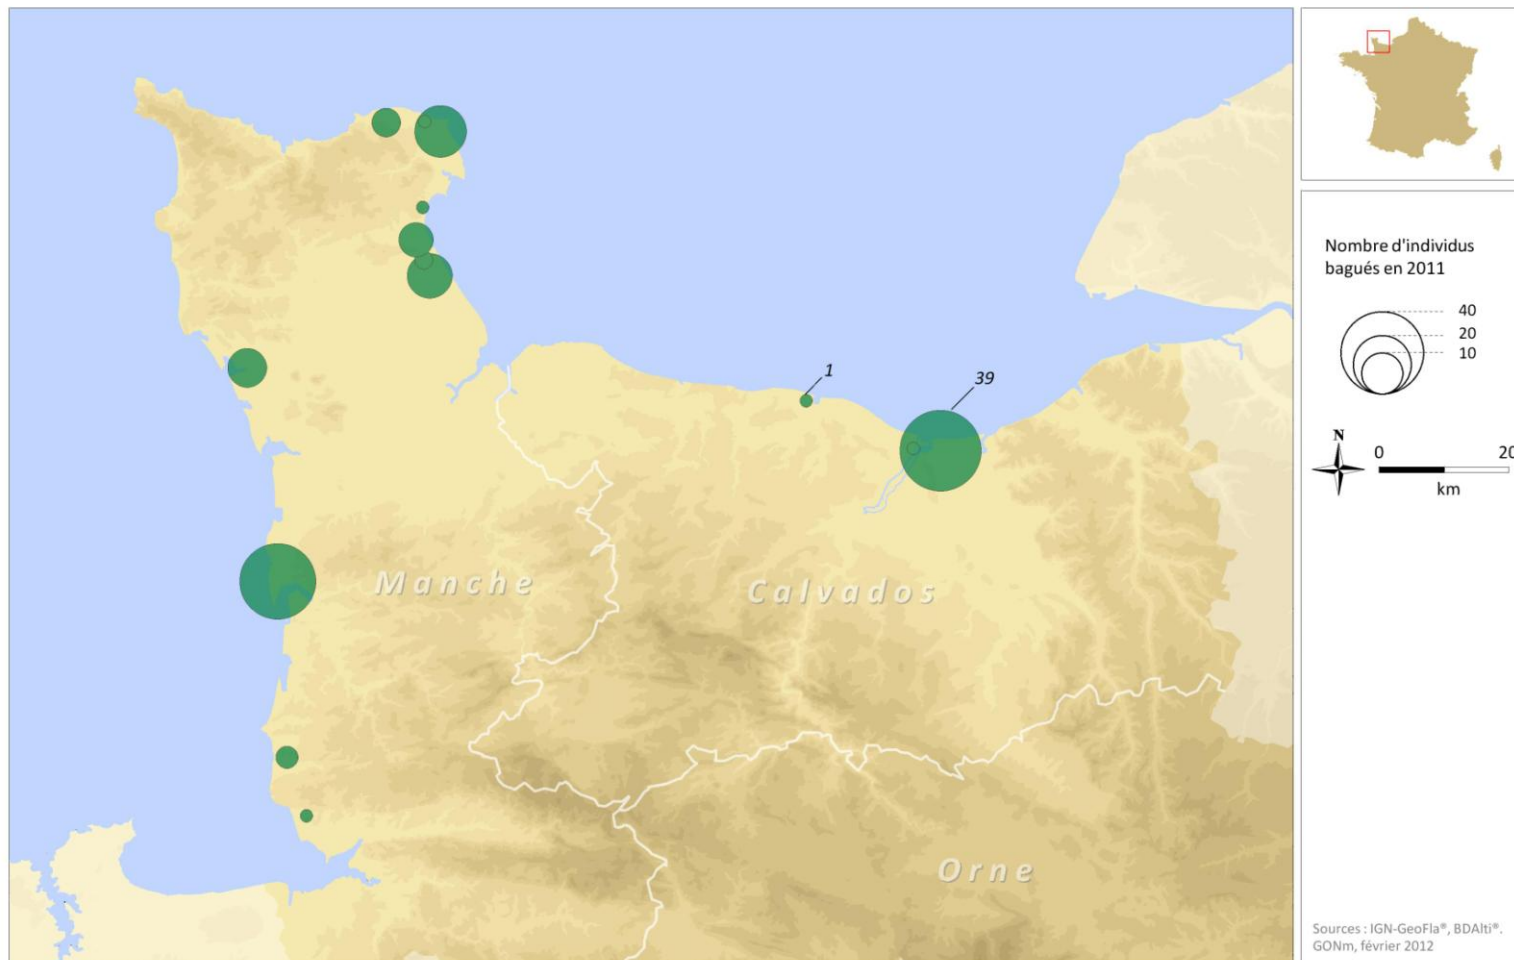 1
39
Manche
Calvados
Orne
Nombre d'individus
bagués en 2011
40
20
10
N
0 20
km
Sources : IGN-GeoFla®, BDAlti®.
GONm, février 2012